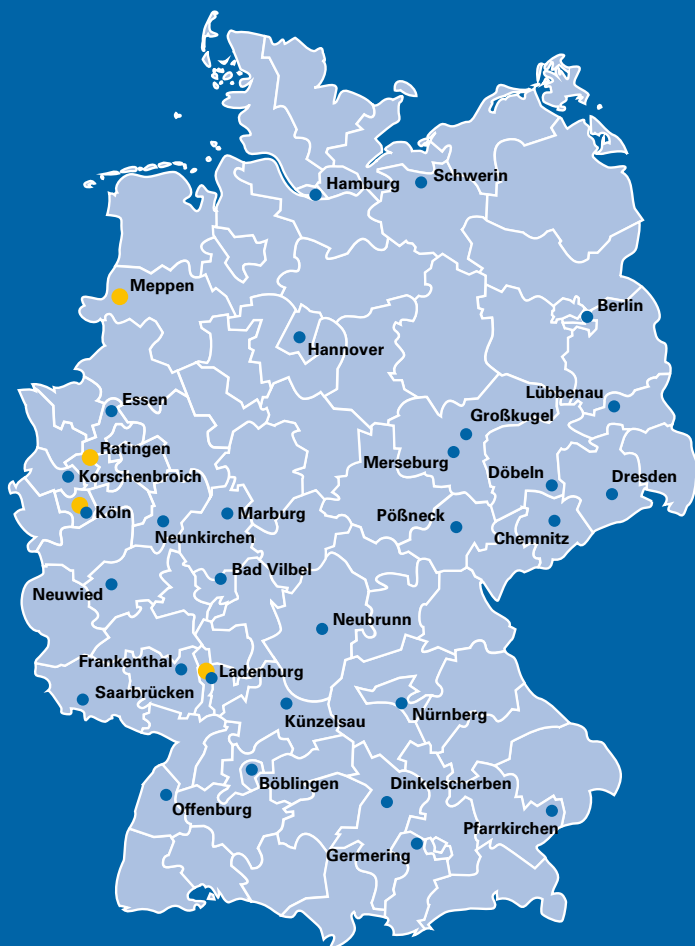 Schwerin
Hamburg
Meppen
Berlin
Hannover
Lübbenau
Essen
Großkugel
Ratingen
Merseburg
Korschenbroich
Döbeln
Dresden
Köln
Marburg
Pößneck
Neunkirchen
Chemnitz
Bad Vilbel
Neuwied
Neubrunn
Frankenthal
Ladenburg
Saarbrücken
Künzelsau
Nürnberg
Böblingen
Dinkelscherben
Offenburg
Pfarrkirchen
Germering